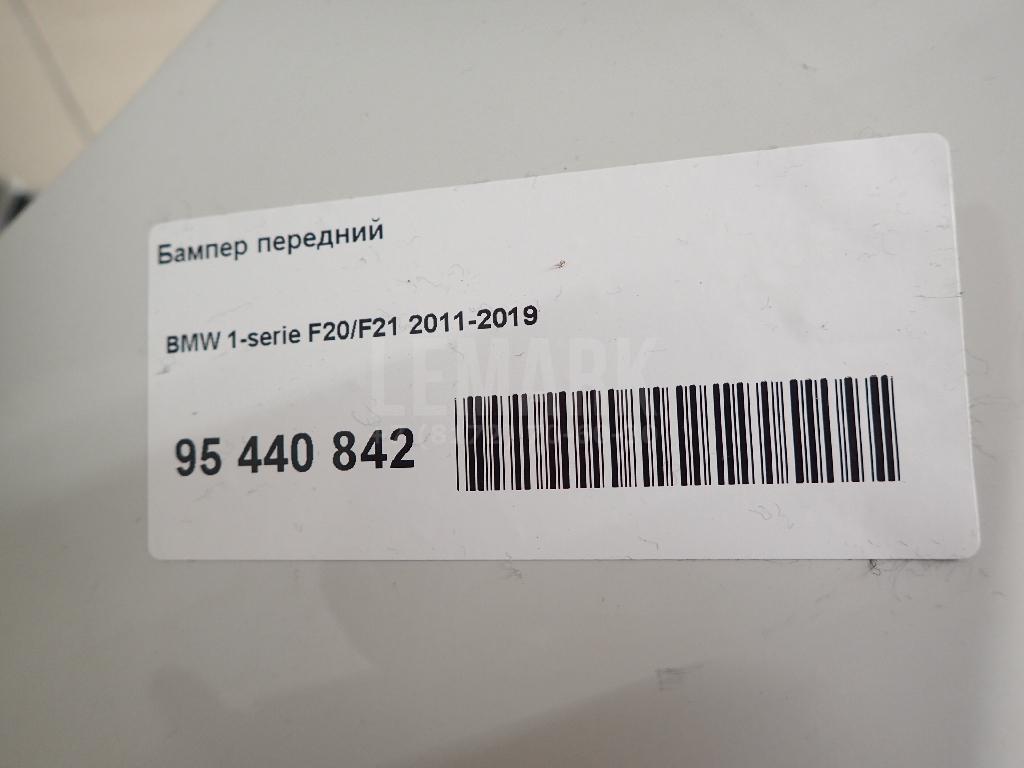 Бампер передний
BMW 1-serie F20/F21 2011-2019
LEMARK
95 440 842